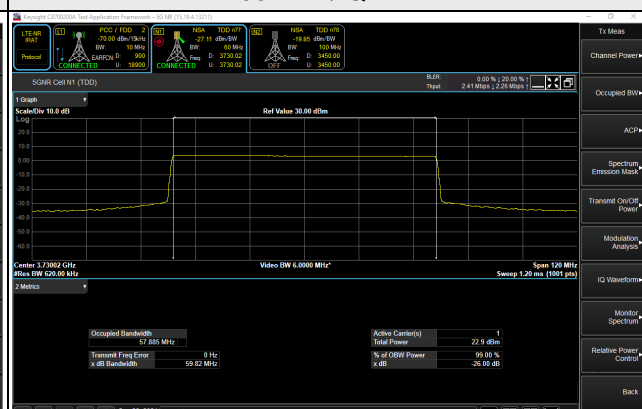 Keysight C8700200A Test Application Framework - 5G NR (15.19.4.13211)
Tx Meas
LTE-NR IRAT
Protocol
L1
PCC / FDD 2
-70.00 dBm/15kHz
BW: 10 MHz
EARFCN D: 900
U: 18900
CONNECTED
N1
NSA TDD n77
-27.11 dBm/BW
BW: 60 MHz
Freq D: 3730.02
U: 3730.02
CONNECTED
N2
NSA TDD n78
-19.85 dBm/BW
BW: 100 MHz
Freq D: 3450.00
U: 3450.00
OFF
5GNR Cell N1 (TDD)
BLER: 0.00 % ↓ 20.00 % ↑
Thput 2.41 Mbps ↓ 2.26 Mbps ↑
1 Graph
Scale/Div 10.0 dB
Ref Value 30.00 dBm
Log
20.0
10.0
0.00
-10.0
-20.0
-30.0
-40.0
-50.0
-60.0
Center 3.73002 GHz
Video BW 6.0000 MHz*
Span 120 MHz
#Res BW 620.00 kHz
Sweep 1.20 ms (1001 pts)
2 Metrics
Occupied Bandwidth
57.885 MHz
Active Carrier(s) 1
Total Power 22.9 dBm
Transmit Freq Error 0 Hz
x dB Bandwidth 59.82 MHz
% of OBW Power 99.00 %
x dB -26.00 dB
Channel Power
Occupied BW
ACP
Spectrum Emission Mask
Transmit On/Off Power
Modulation Analysis
IQ Waveform
Monitor Spectrum
Relative Power Control
Back